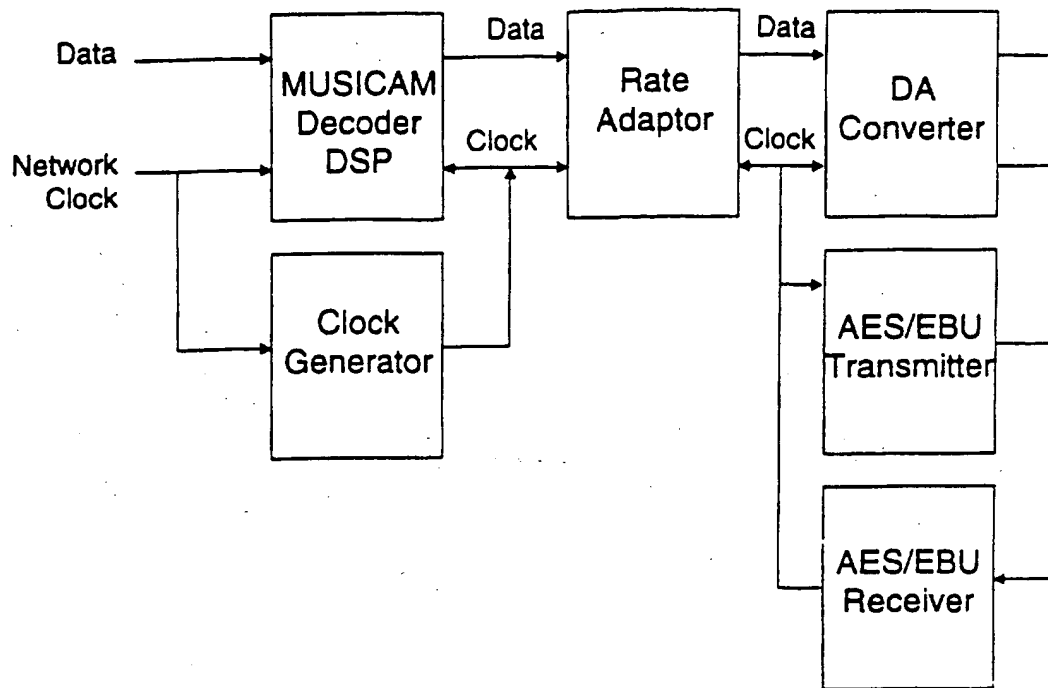 Data
MUSICAM
Decoder
DSP
Data
Rate
Adaptor
Data
DA
Converter
Network
Clock
Clock
Clock
Clock
Generator
AES/EBU
Transmitter
AES/EBU
Receiver